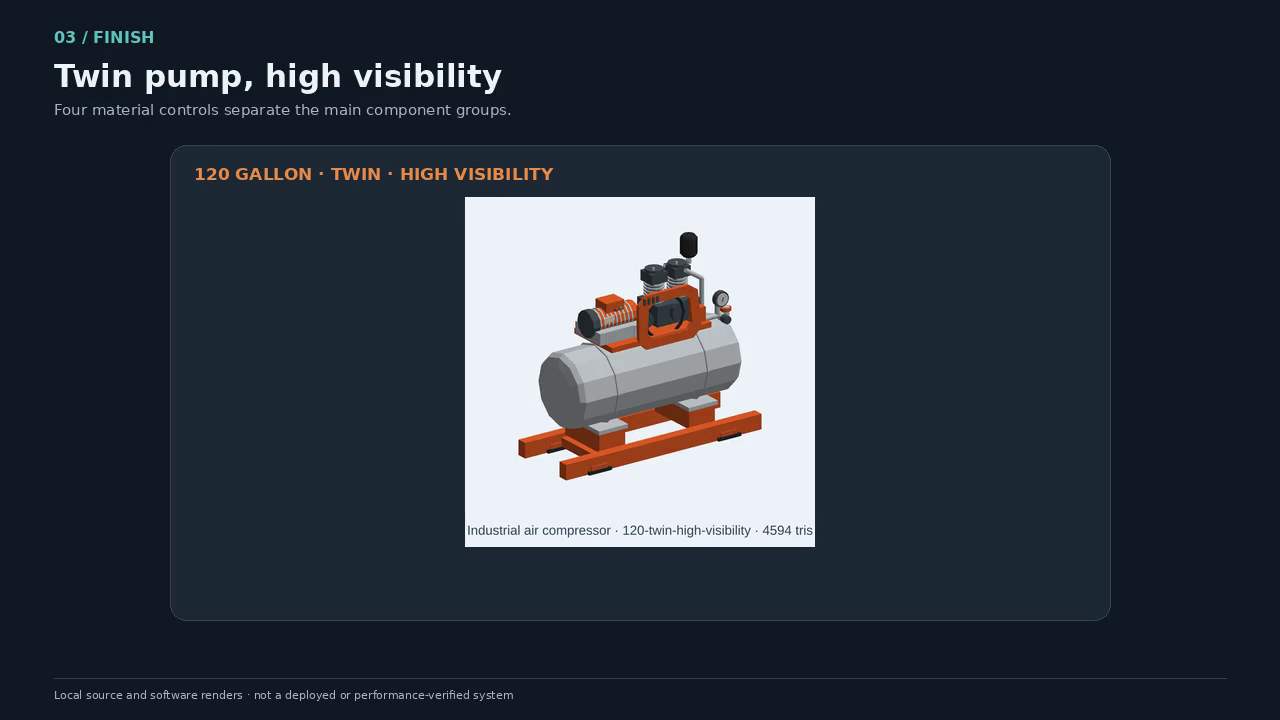 03 / FINISH
Twin pump, high visibility
Four material controls separate the main component groups.
120 GALLON · TWIN · HIGH VISIBILITY
Industrial air compressor · 120-twin-high-visibility · 4594 tris
Local source and software renders · not a deployed or performance-verified system